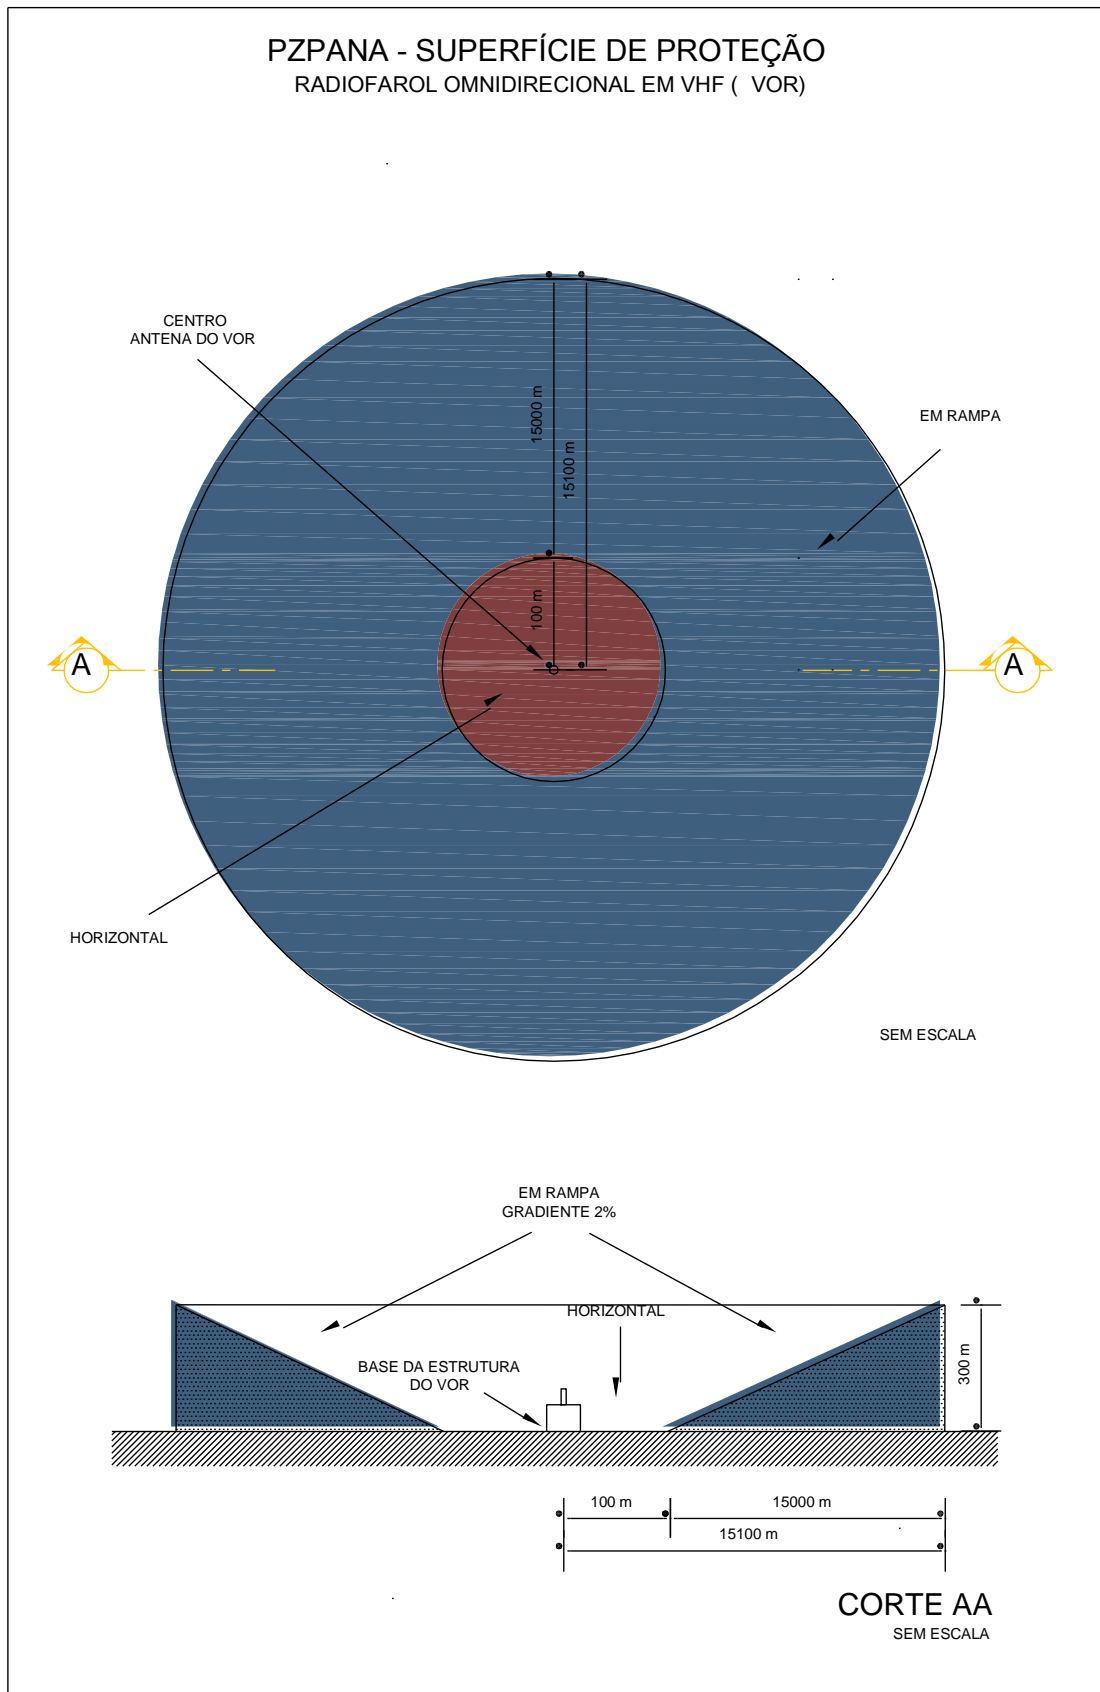 PZPANA - SUPERFÍCIE DE PROTEÇÃO
RADIOFAROL OMNIDIRECIONAL EM VHF ( VOR)
CENTRO
ANTENA DO VOR
15000 m
15100 m
EM RAMPA
100 m
A
A
HORIZONTAL
SEM ESCALA
EM RAMPA
GRADIENTE 2%
HORIZONTAL
BASE DA ESTRUTURA
DO VOR
300 m
100 m
15000 m
15100 m
CORTE AA
SEM ESCALA